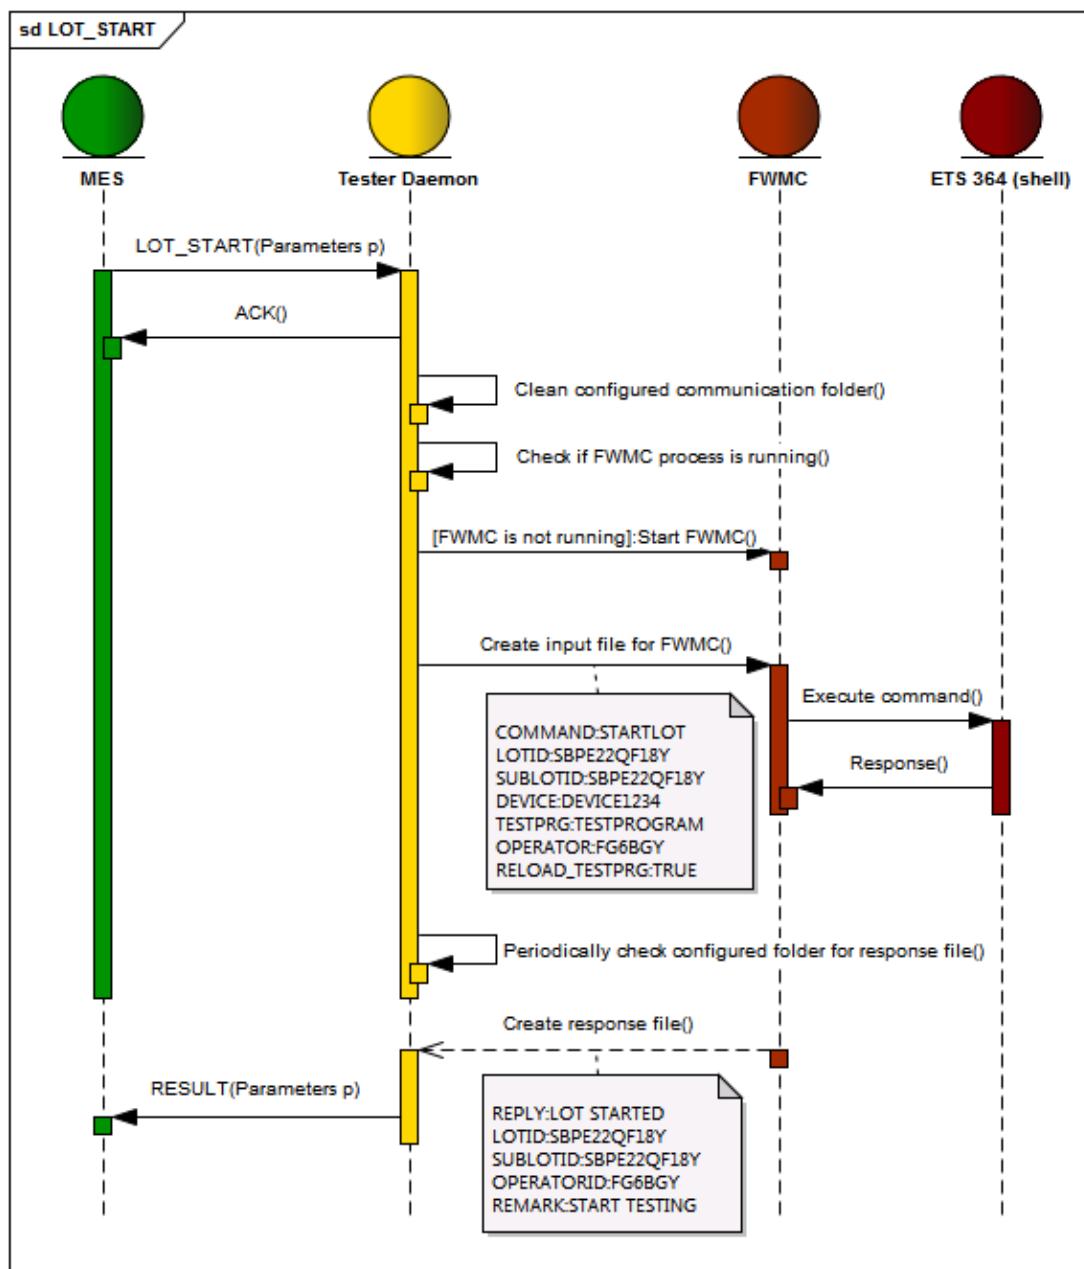 sd LOT_START
MES
Tester Daemon
FWMC
ETS 364 (shell)
LOT_START(Parameters p)
ACK()
Clean configured communication folder()
Check if FWMC process is running()
[FWMC is not running]:Start FWMC()
Create input file for FWMC()
COMMAND:STARTLOT
LOTID:SBPE22QF18Y
SUBLOTID:SBPE22QF18Y
DEVICE:DEVICE1234
TESTPRG:TESTPROGRAM
OPERATOR:FG6BGY
RELOAD_TESTPRG:TRUE
Execute command()
Response()
Periodically check configured folder for response file()
Create response file()
RESULT(Parameters p)
REPLY:LOT STARTED
LOTID:SBPE22QF18Y
SUBLOTID:SBPE22QF18Y
OPERATORID:FG6BGY
REMARK:START TESTING